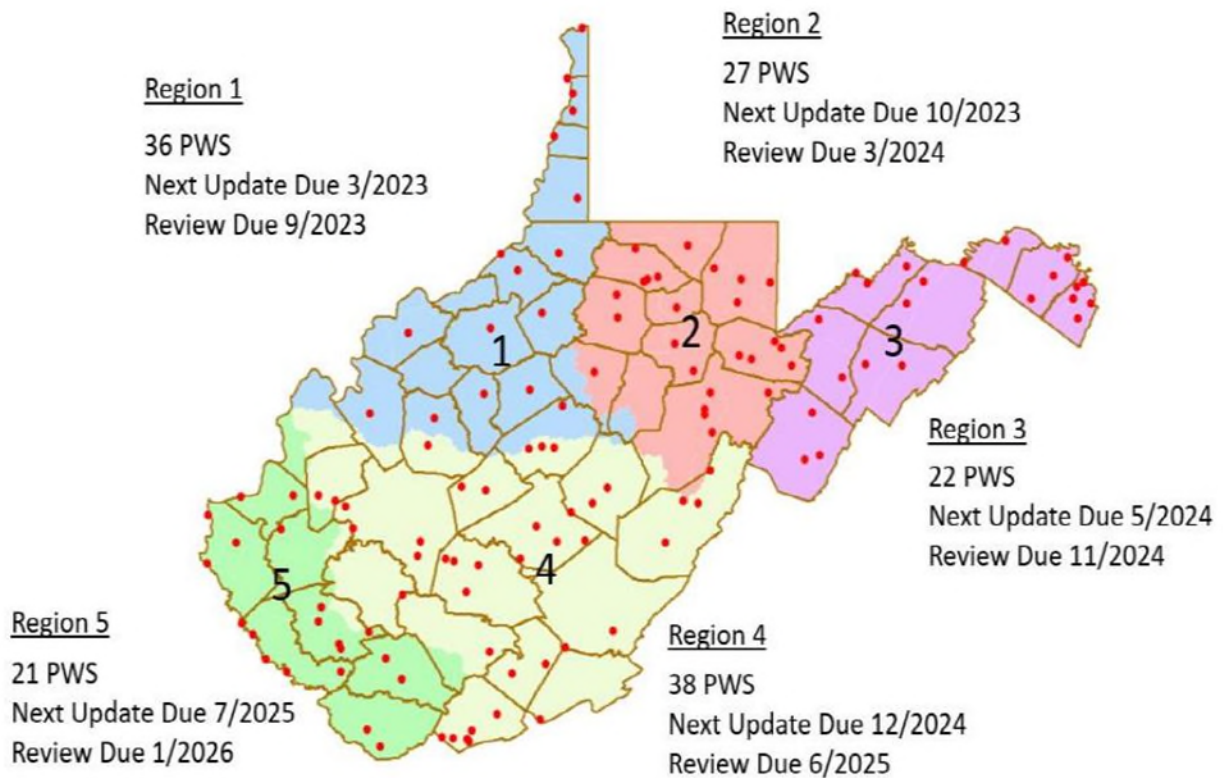 Region 1
36 PWS
Next Update Due 3/2023
Review Due 9/2023
Region 2
27 PWS
Next Update Due 10/2023
Review Due 3/2024
1
2
3
4
5
Region 3
22 PWS
Next Update Due 5/2024
Review Due 11/2024
Region 5
21 PWS
Next Update Due 7/2025
Review Due 1/2026
Region 4
38 PWS
Next Update Due 12/2024
Review Due 6/2025